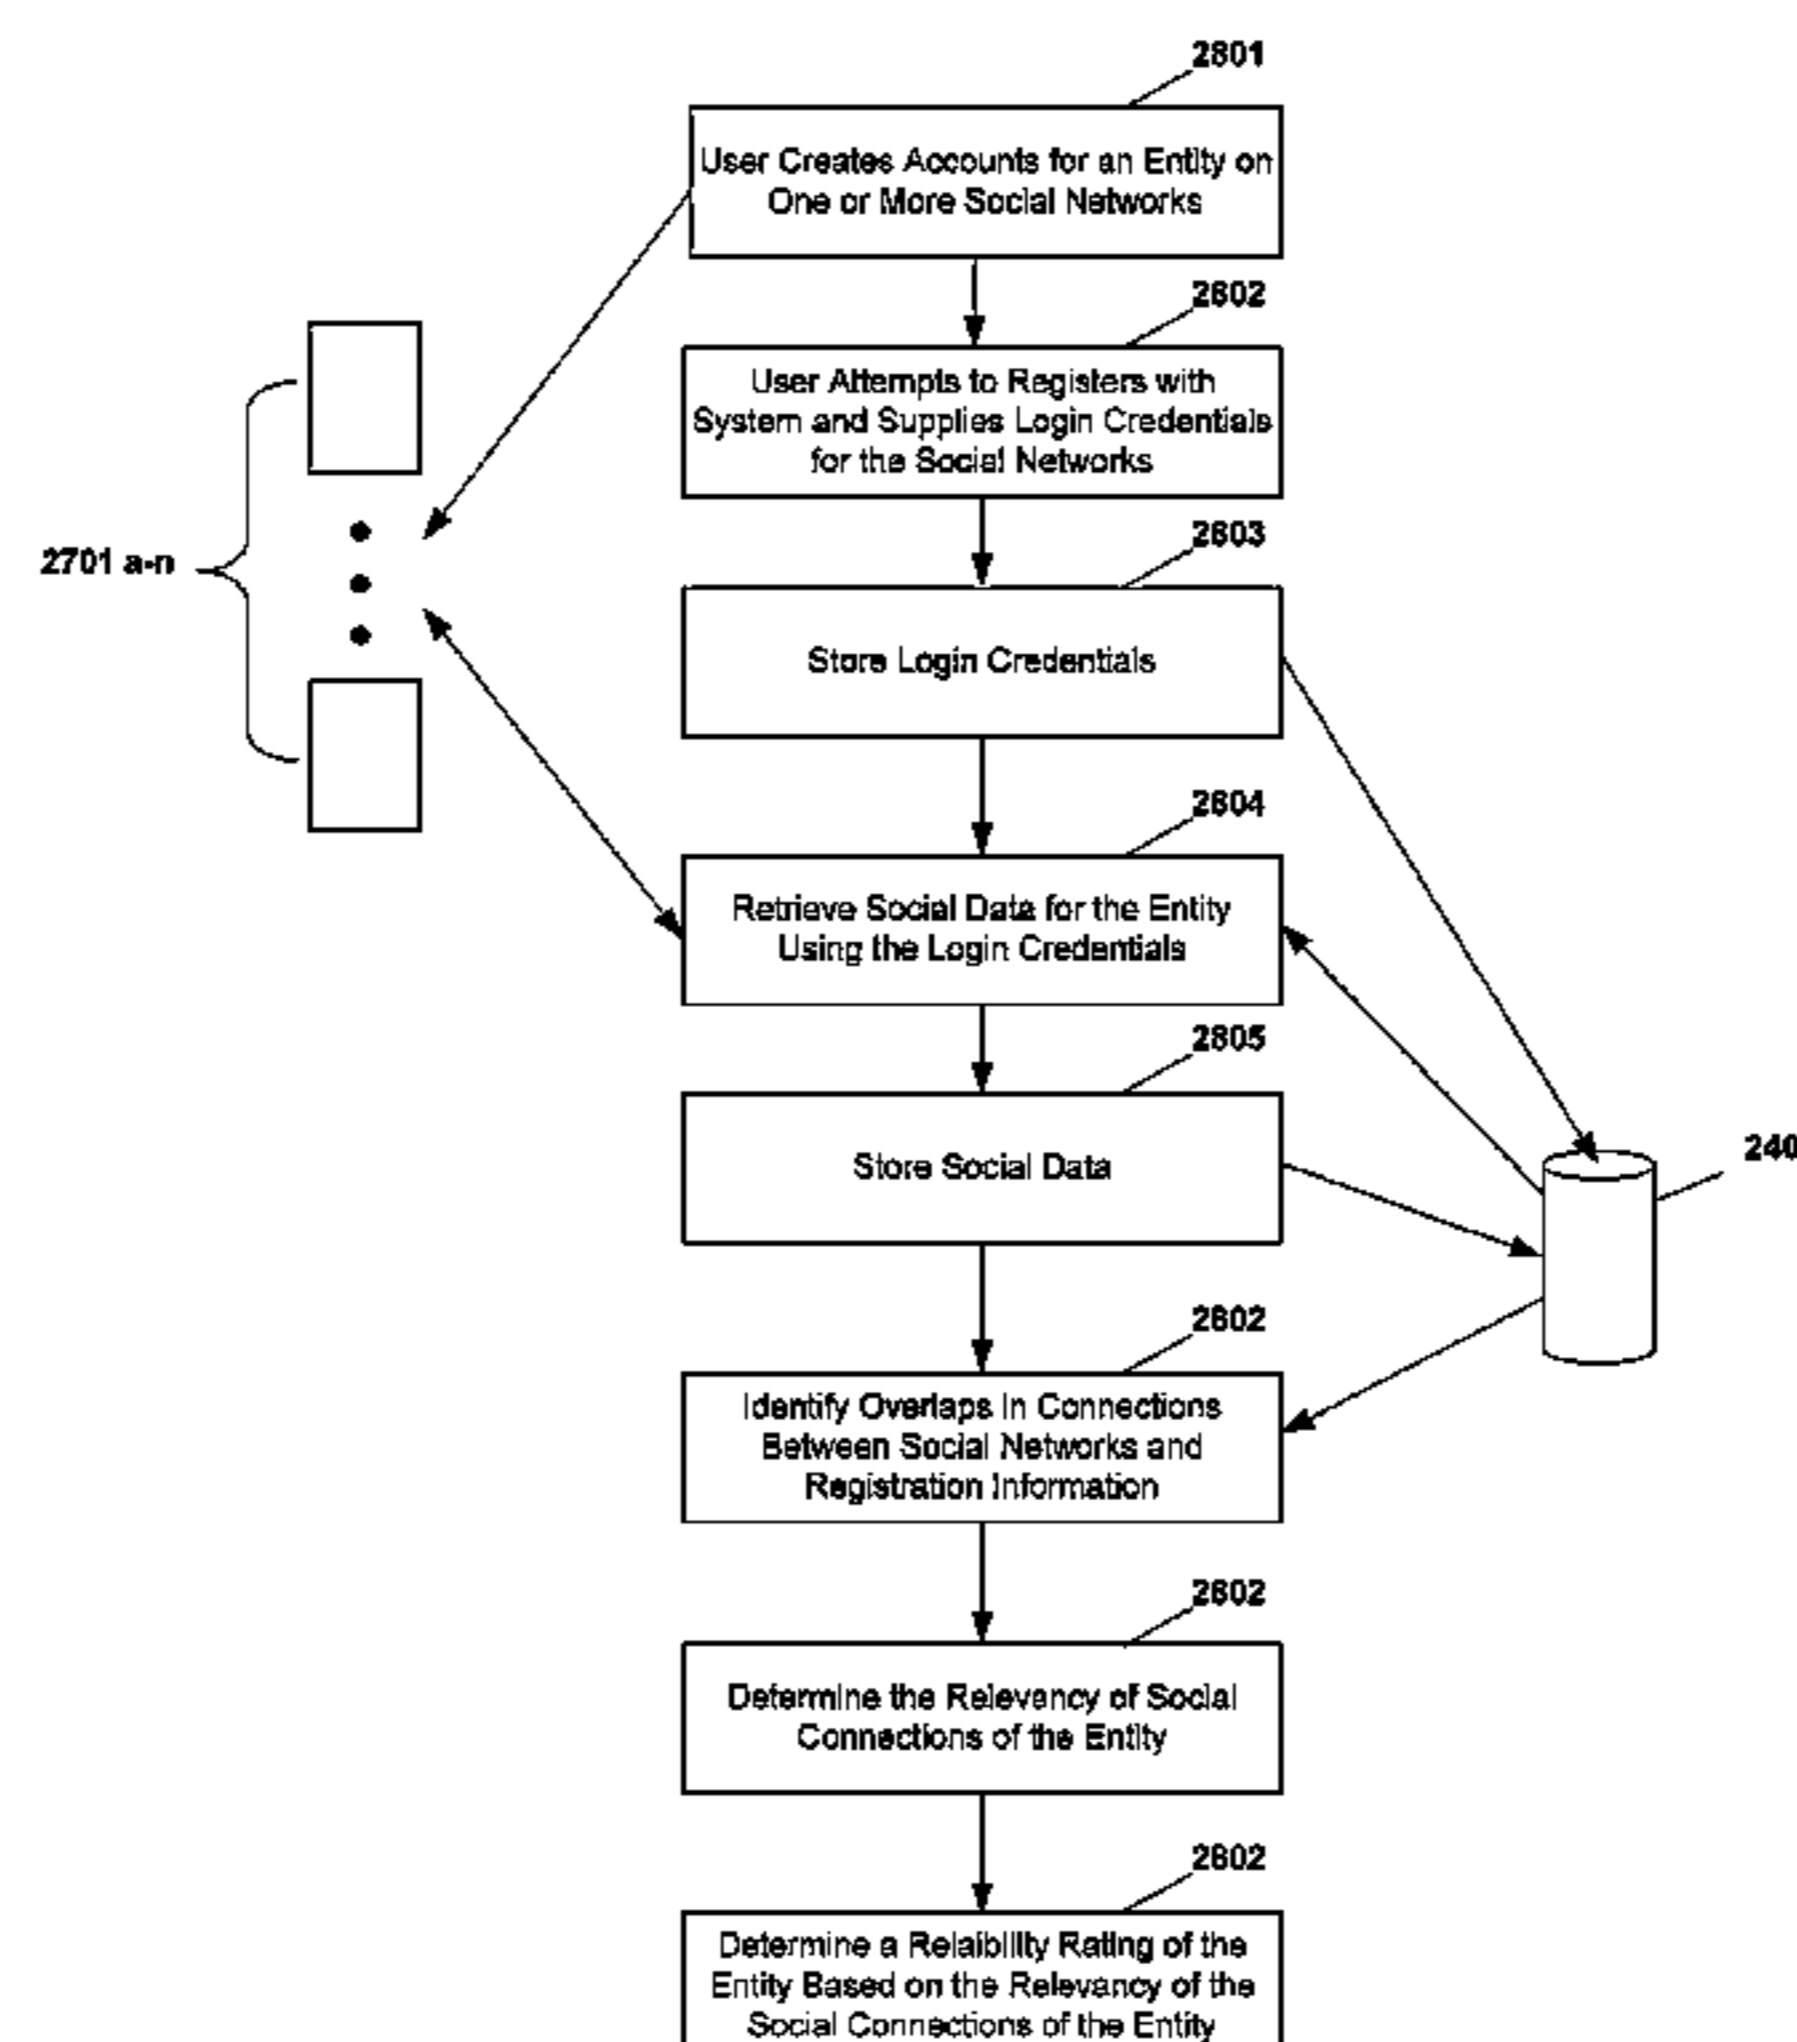 2801
User Creates Accounts for an Entity on
One or More Social Networks
2802
User Attempts to Registers with
System and Supplies Login Credentials
for the Social Networks
2803
2701 a-n
Store Login Credentials
2804
Retrieve Social Data for the Entity
Using the Login Credentials
2805
Store Social Data
240
2802
Identify Overlaps in Connections
Between Social Networks and
Registration Information
2802
Determine the Relevancy of Social
Connections of the Entity
2802
Determine a Relaibility Rating of the
Entity Based on the Relevancy of the
Social Connections of the Entity